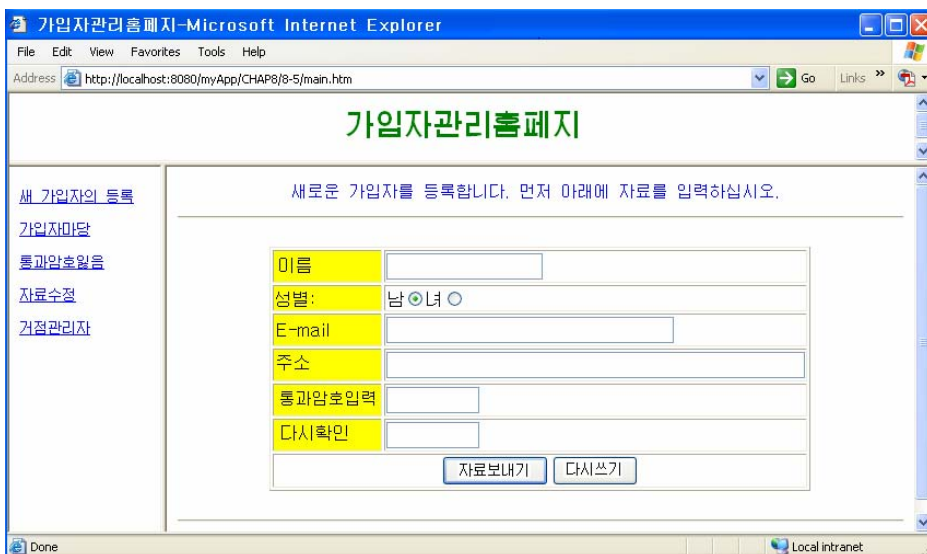 가입자관리홈페지-Microsoft Internet Explorer
File Edit View Favorites Tools Help
Address http://localhost:8080/myApp/CHAP8/8-5/main.htm Go Links »
가입자관리홈페지
새 가입자의 등록
가입자마당
통과암호잃음
자료수정
거점관리자
새로운 가입자를 등록합니다. 먼저 아래에 자료를 입력하십시오.
이름
성별: 남 녀
E-mail
주소
통과암호입력
다시확인
자료보내기 다시쓰기
Done Local intranet